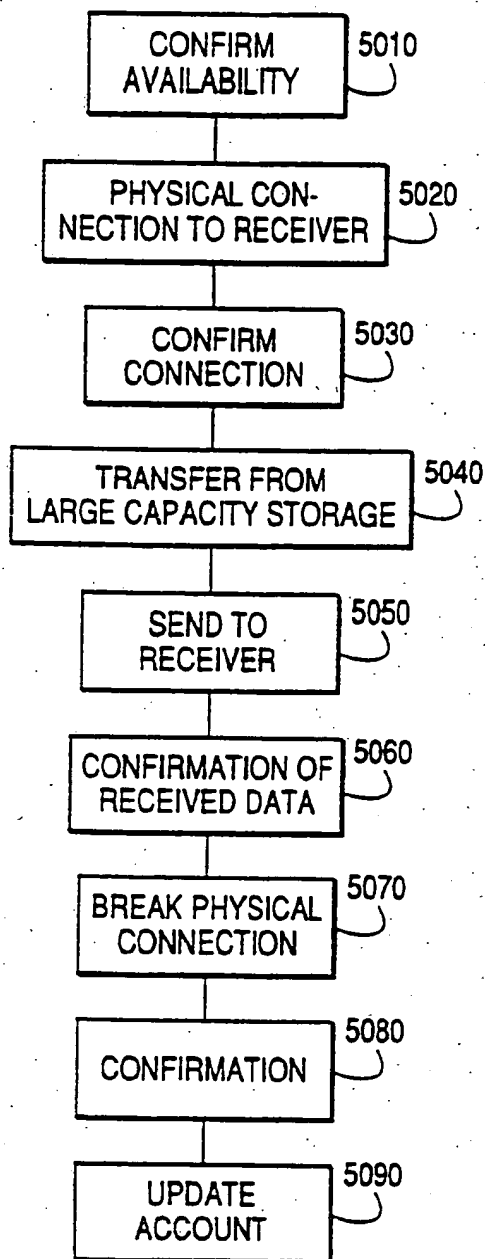 CONFIRM
AVAILABILITY
5010
PHYSICAL CON-
NECTION TO RECEIVER
5020
CONFIRM
CONNECTION
5030
TRANSFER FROM
LARGE CAPACITY STORAGE
5040
SEND TO
RECEIVER
5050
CONFIRMATION OF
RECEIVED DATA
5060
BREAK PHYSICAL
CONNECTION
5070
CONFIRMATION
5080
UPDATE
ACCOUNT
5090